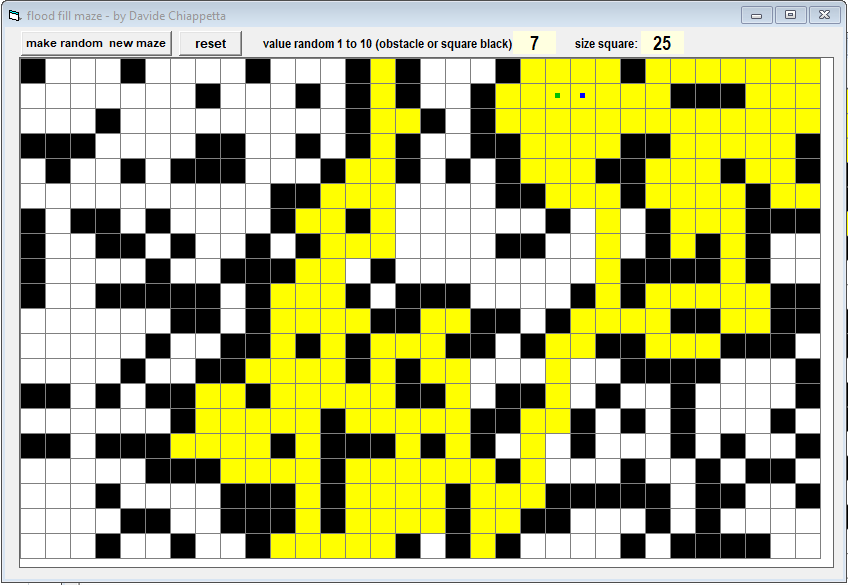 flood fill maze - by Davide Chiappetta
make random new maze reset value random 1 to 10 (obstacle or square black) 7 size square: 25